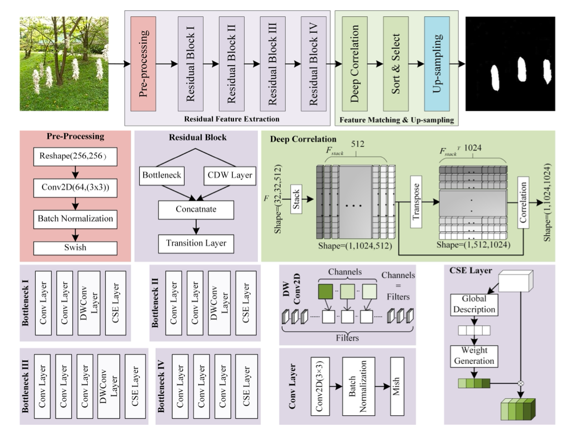 Pre-processing
Residual Block I
Residual Block II
Residual Block III
Residual Block IV
Residual Feature Extraction
Deep Correlation
Sort & Select
Up-sampling
Feature Matching & Up-sampling
Pre-Processing
Reshape(256,256)
Conv2D(64,(3x3))
Batch Normalization
Swish
Residual Block
Bottleneck
CDW Layer
Concatnate
Transition Layer
Deep Correlation
F
Shape=(32,32,512)
Stack
F stack
512
Shape=(1,1024,512)
Transpose
F stack T
1024
Shape=(1,512,1024)
Correlation
Shape=(1,1024,1024)
Bottleneck I
Conv Layer
Conv Layer
DWConv Layer
CSE Layer
Bottleneck II
Conv Layer
Conv Layer
DWConv Layer
CSE Layer
DW Conv2D
Channels
Channels = Filters
Filters
CSE Layer
Global Description
Weight Generation
Bottleneck III
Conv Layer
Conv Layer
Conv Layer
DWConv Layer
CSE Layer
Bottleneck IV
Conv Layer
Conv Layer
Conv Layer
CSE Layer
Conv Layer
Conv2D(3×3)
Batch Normalization
Mish